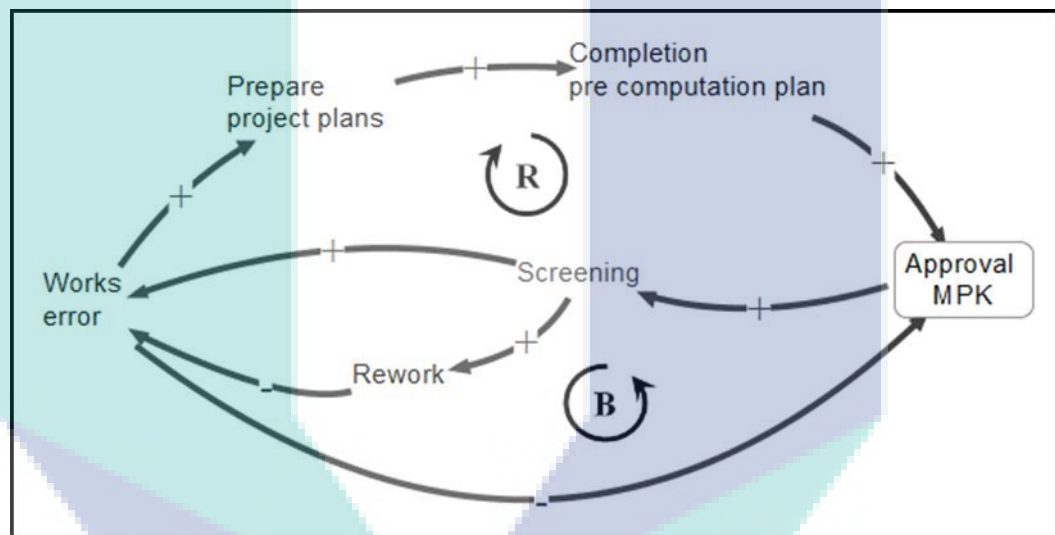 Completion
pre computation plan
Prepare
project plans
+
+
+
R
+
Screening
Works
error
Approval
MPK
+
+
Rework
-
B
-